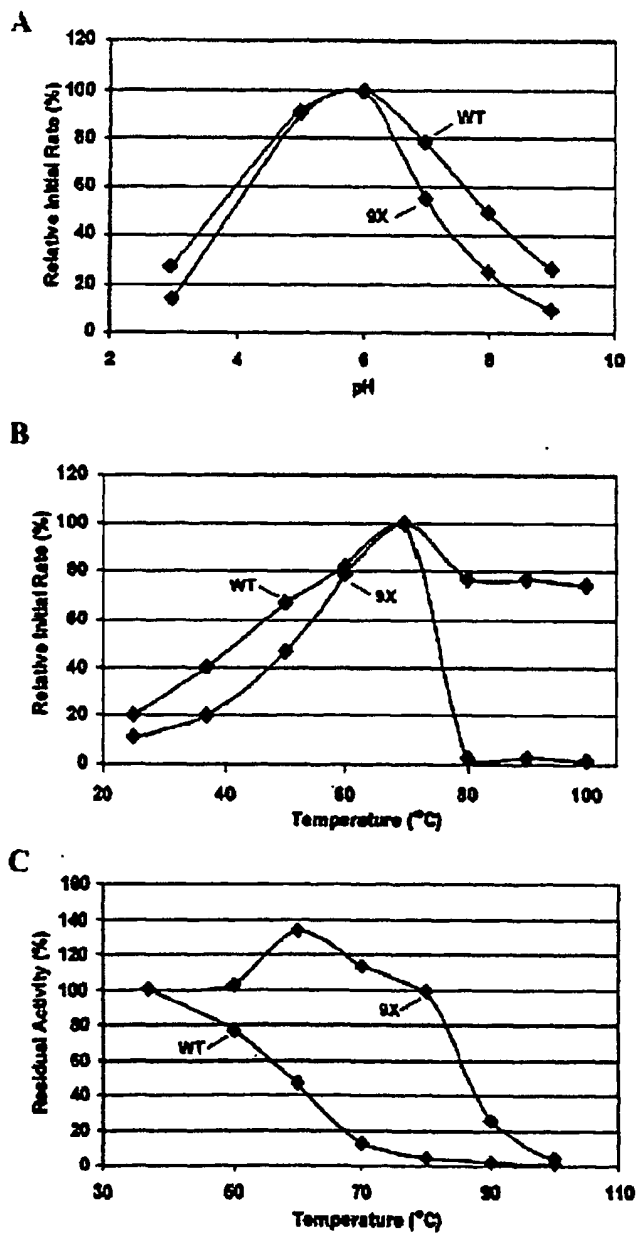 A
120
100
80
60
40
20
0
Relative Initial Rate (%)
WT
9X
2 4 6 8 10
pH
B
120
100
80
60
40
20
0
Relative Initial Rate (%)
WT
9X
20 40 60 80 100
Temperature (°C)
C
160
140
120
100
80
60
40
20
0
Residual Activity (%)
9X
WT
30 50 70 90 110
Temperature (°C)